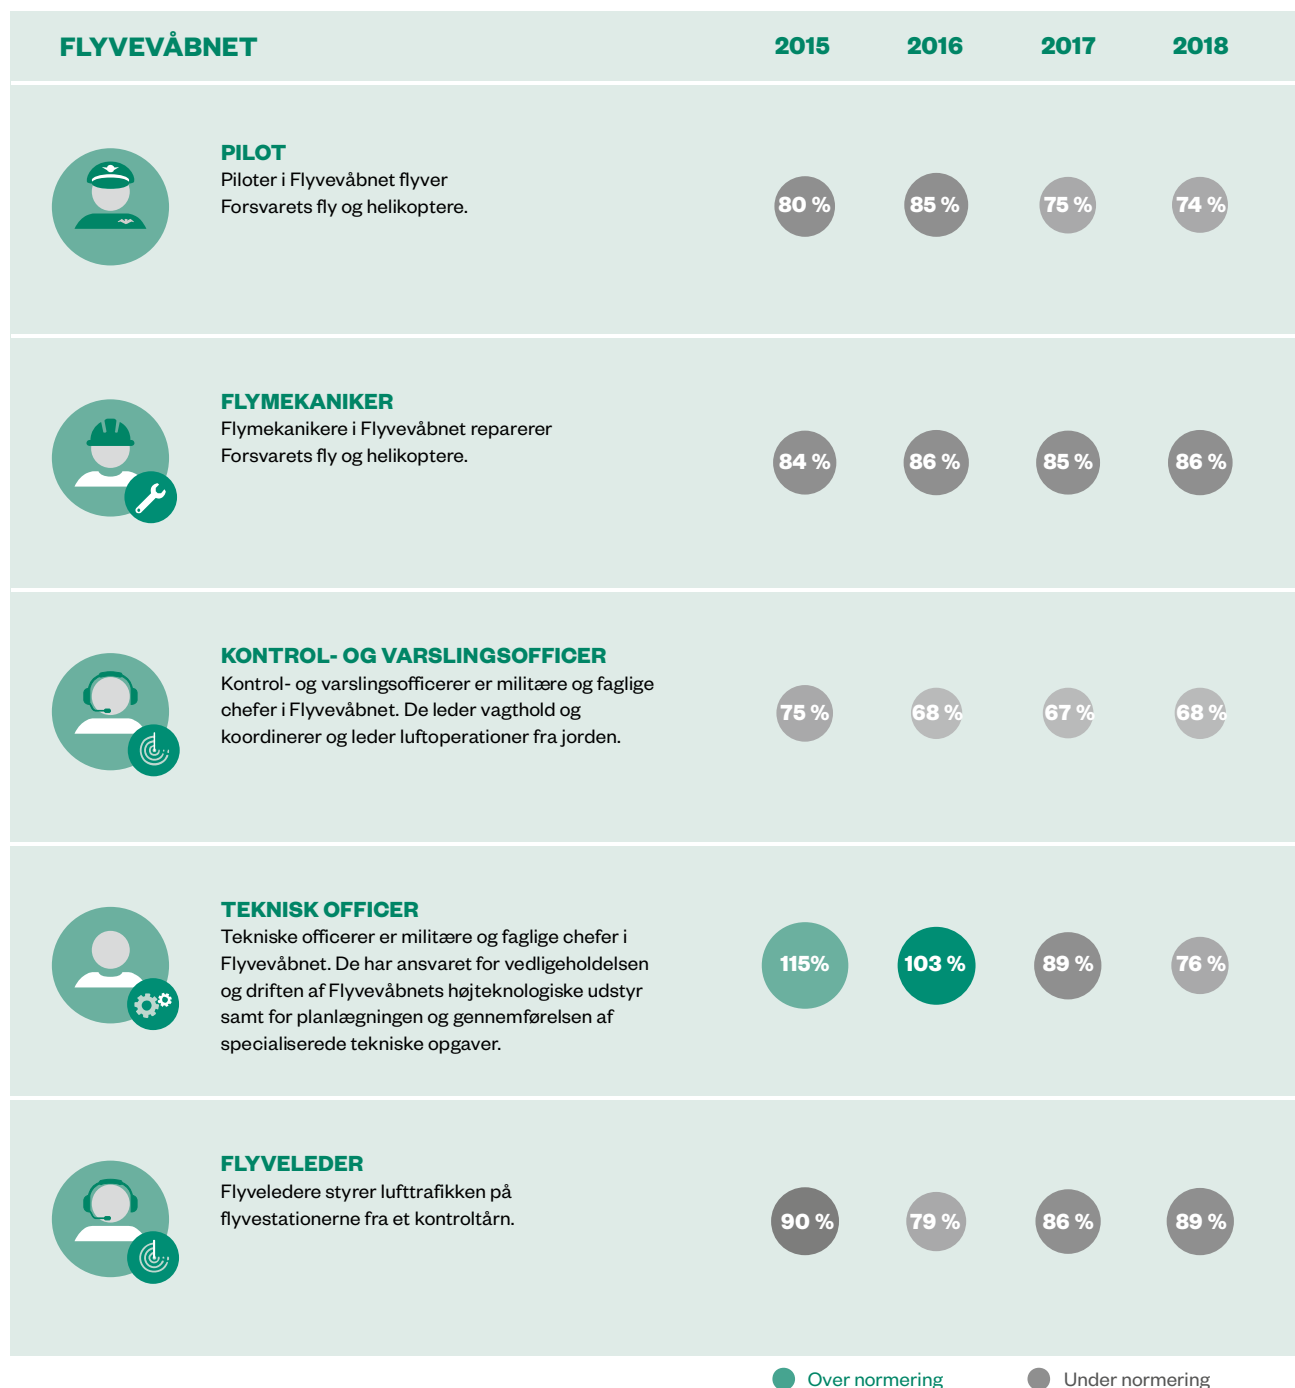 FLYVEVÅBNET 2015 2016 2017 2018
PILOT
Piloter i Flyvevåbnet flyver
Forsvarets fly og helikoptere.
80 % 85 % 75 % 74 %
FLYMEKANIKER
Flymekanikere i Flyvevåbnet reparerer
Forsvarets fly og helikoptere.
84 % 86 % 85 % 86 %
KONTROL- OG VARSLINGSOFFICER
Kontrol- og varslingsofficerer er militære og faglige
chefer i Flyvevåbnet. De leder vagthold og
koordinerer og leder luftoperationer fra jorden.
75 % 68 % 67 % 68 %
TEKNISK OFFICER
Tekniske officerer er militære og faglige chefer i
Flyvevåbnet. De har ansvaret for vedligeholdelsen
og driften af Flyvevåbnets højteknologiske udstyr
samt for planlægningen og gennemførelsen af
specialiserede tekniske opgaver.
115% 103 % 89 % 76 %
FLYVELEDER
Flyveledere styrer lufttrafikken på
flyvestationerne fra et kontroltårn.
90 % 79 % 86 % 89 %
Over normering Under normering